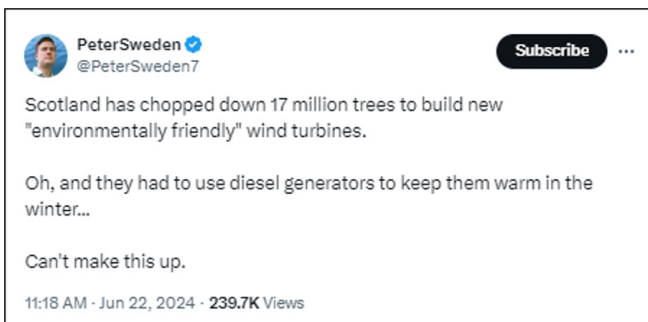 PeterSweden
Subscribe
@PeterSweden7
Scotland has chopped down 17 million trees to build new
"environmentally friendly" wind turbines.
Oh, and they had to use diesel generators to keep them warm in the
winter...
Can't make this up.
11:18 AM · Jun 22, 2024 · 239.7K Views